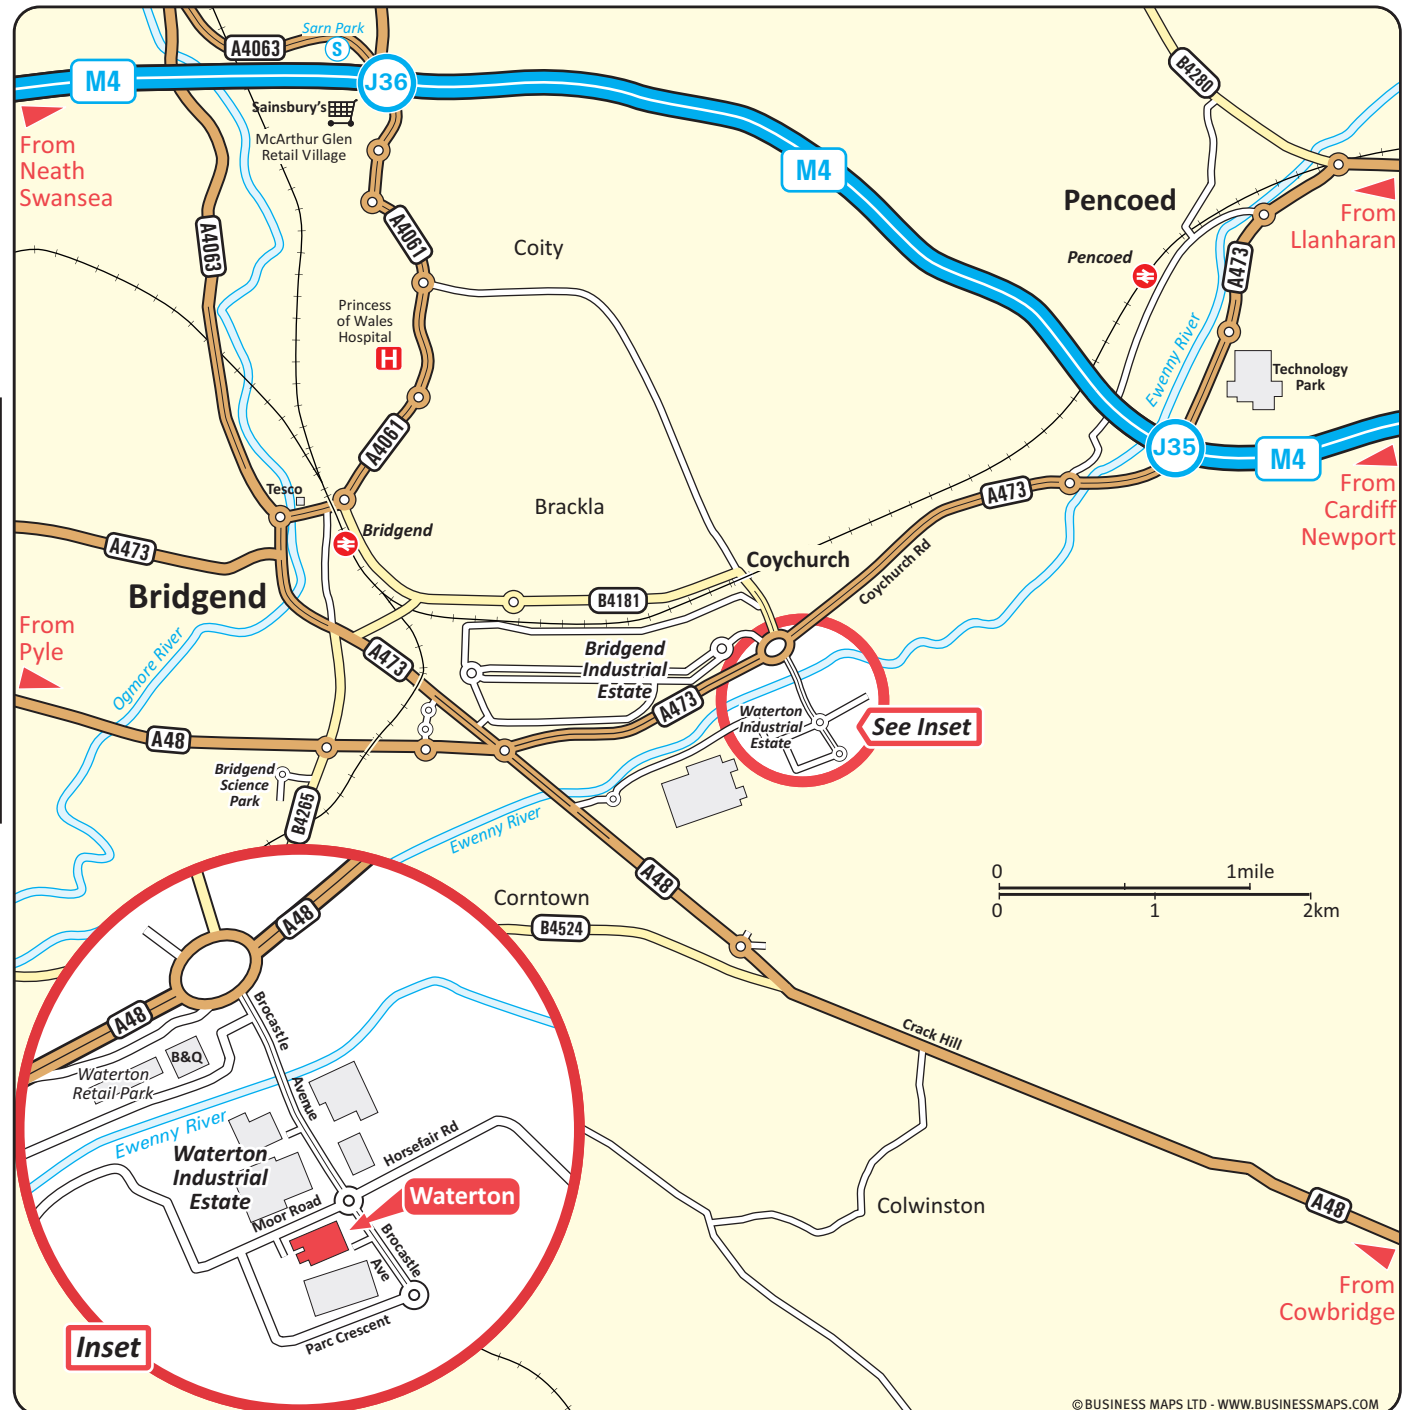 Sarn Park
S
A4063
M4
J36
Sainsbury's
McArthur Glen
Retail Village
From
Neath
Swansea
B4280
M4
Pencoed
From
Llanharan
A4063
A4061
Coity
Pencoed
A473
Princess
of Wales
Hospital
H
Ewenny River
Technology
Park
A4061
J35
M4
Tesco
Brackla
A473
From
Cardiff
Newport
Bridgend
A473
Coychurch
Coychurch Rd
Bridgend
B4181
From
Pyle
Ogmore River
A473
Bridgend
Industrial
Estate
A473
Waterton
Industrial
Estate
See Inset
A48
Bridgend
Science
Park
B4265
Ewenny River
A48
0
1mile
0
1
2km
Corntown
B4524
A48
A48
Brocastle
Avenue
Crack Hill
B&Q
Waterton
Retail Park
Ewenny River
Waterton
Industrial
Estate
Horsefair Rd
Moor Road
Waterton
Brocastle
Ave
Parc Crescent
Colwinston
A48
From
Cowbridge
Inset
© BUSINESS MAPS LTD - WWW.BUSINESSMAPS.COM